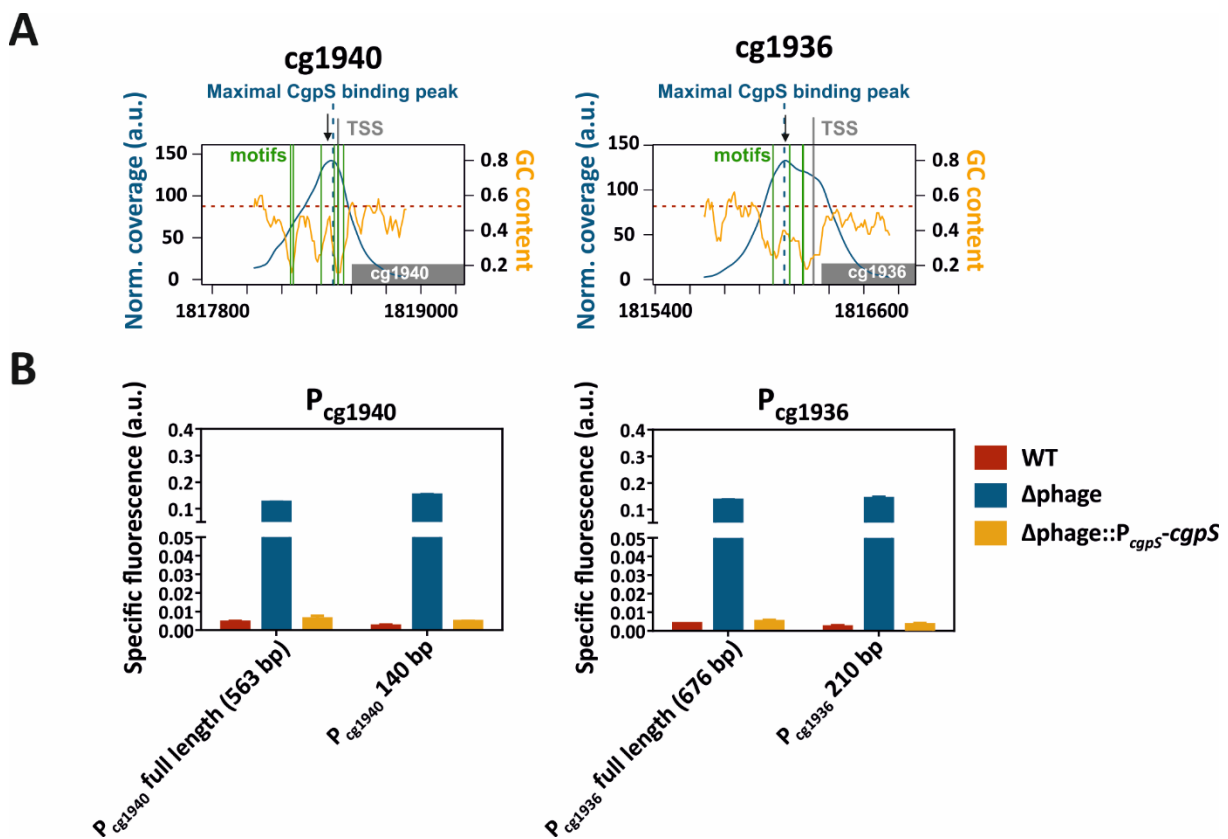 A
cg1940
Maximal CgpS binding peak
TSS
motifs
Norm. coverage (a.u.)
150
100
50
0
0.8
0.6
0.4
0.2
GC content
cg1940
1817800
1819000
cg1936
Maximal CgpS binding peak
TSS
motifs
Norm. coverage (a.u.)
150
100
50
0
0.8
0.6
0.4
0.2
GC content
cg1936
1815400
1816600
B
Pcg1940
Specific fluorescence (a.u.)
0.4
0.3
0.2
0.1
0.05
0.04
0.03
0.02
0.01
0.00
Pcg1940 full length (563 bp)
Pcg1940 140 bp
Pcg1936
Specific fluorescence (a.u.)
0.4
0.3
0.2
0.1
0.05
0.04
0.03
0.02
0.01
0.00
Pcg1936 full length (676 bp)
Pcg1936 210 bp
WT
Δphage
Δphage::PcgpS-cgpS